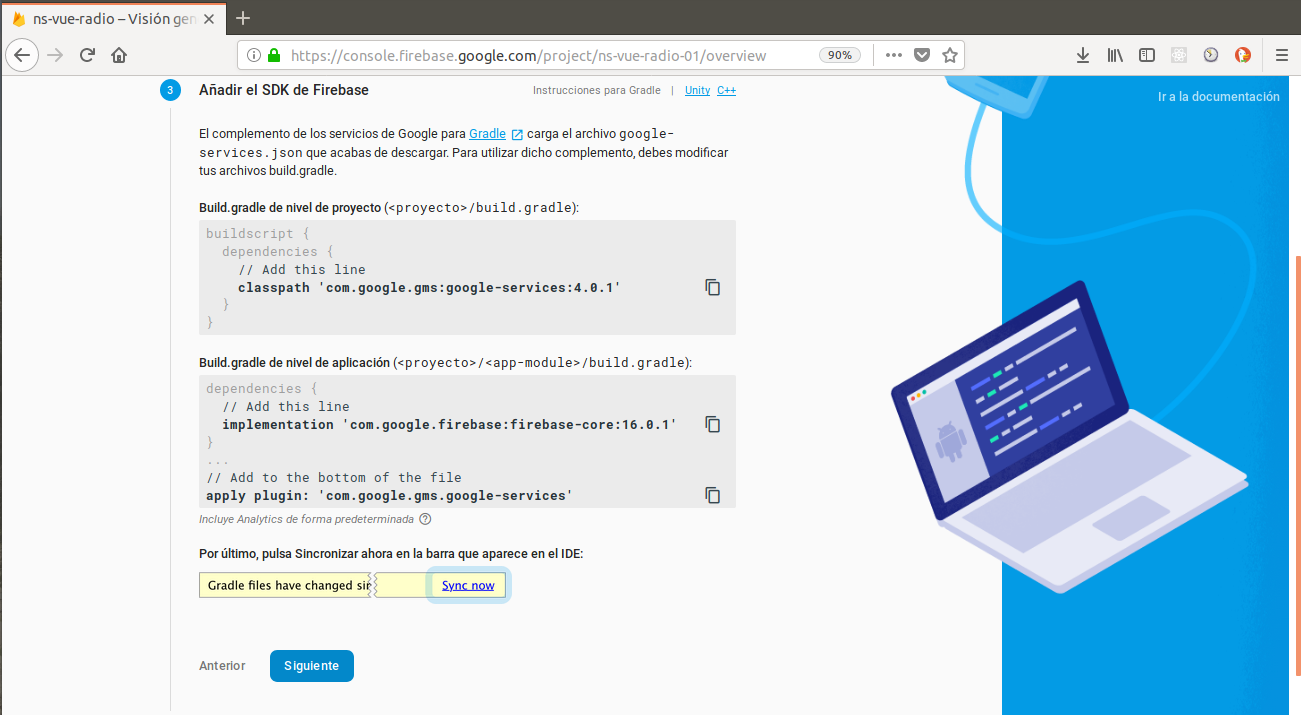 ns-vue-radio – Visión gen
https://console.firebase.google.com/project/ns-vue-radio-01/overview
90%
3
Añadir el SDK de Firebase
Instrucciones para Gradle | Unity C++
Ir a la documentación
El complemento de los servicios de Google para Gradle carga el archivo google-
services.json que acabas de descargar. Para utilizar dicho complemento, debes modificar
tus archivos build.gradle.
Build.gradle de nivel de proyecto (<proyecto>/build.gradle):
buildscript {
dependencies {
// Add this line
classpath 'com.google.gms:google-services:4.0.1'
}
}
Build.gradle de nivel de aplicación (<proyecto>/<app-module>/build.gradle):
dependencies {
// Add this line
implementation 'com.google.firebase:firebase-core:16.0.1'
}
...
// Add to the bottom of the file
apply plugin: 'com.google.gms.google-services'
Incluye Analytics de forma predeterminada
Por último, pulsa Sincronizar ahora en la barra que aparece en el IDE:
Gradle files have changed sin Sync now
Anterior
Siguiente